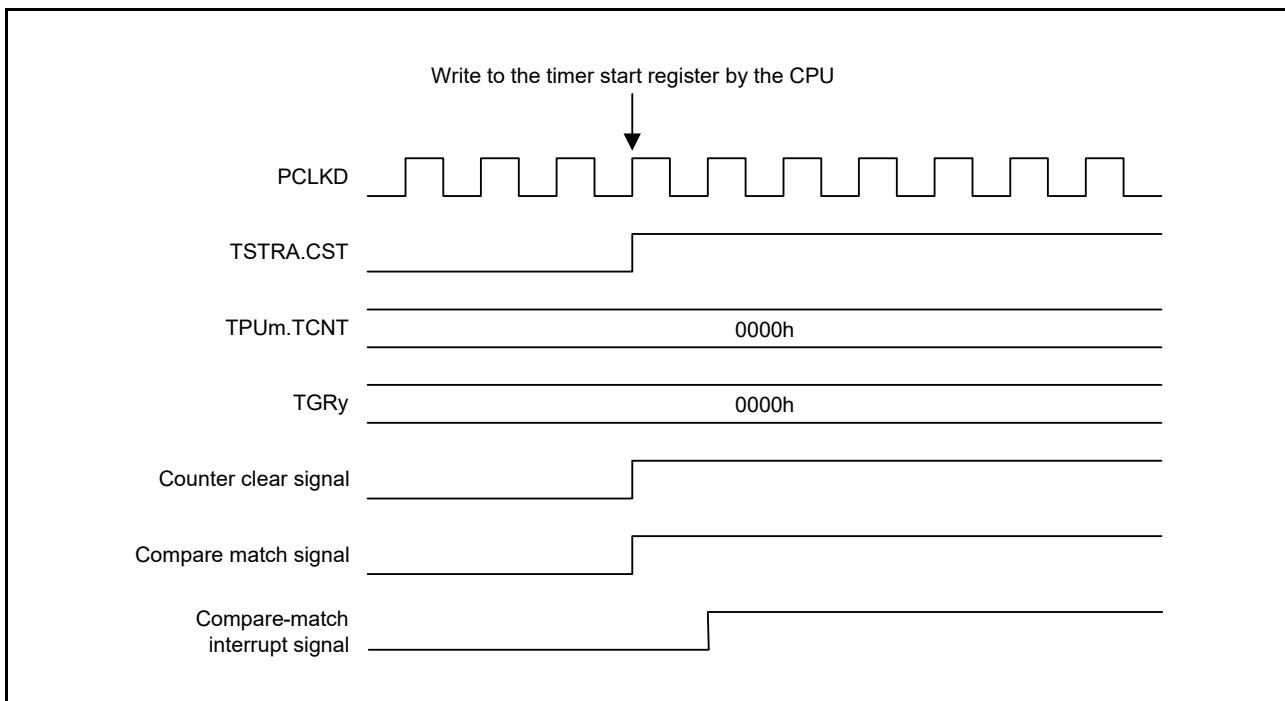 Write to the timer start register by the CPU
PCLKD
TSTRA.CST
TPUm.TCNT
0000h
TGRy
0000h
Counter clear signal
Compare match signal
Compare-match
interrupt signal